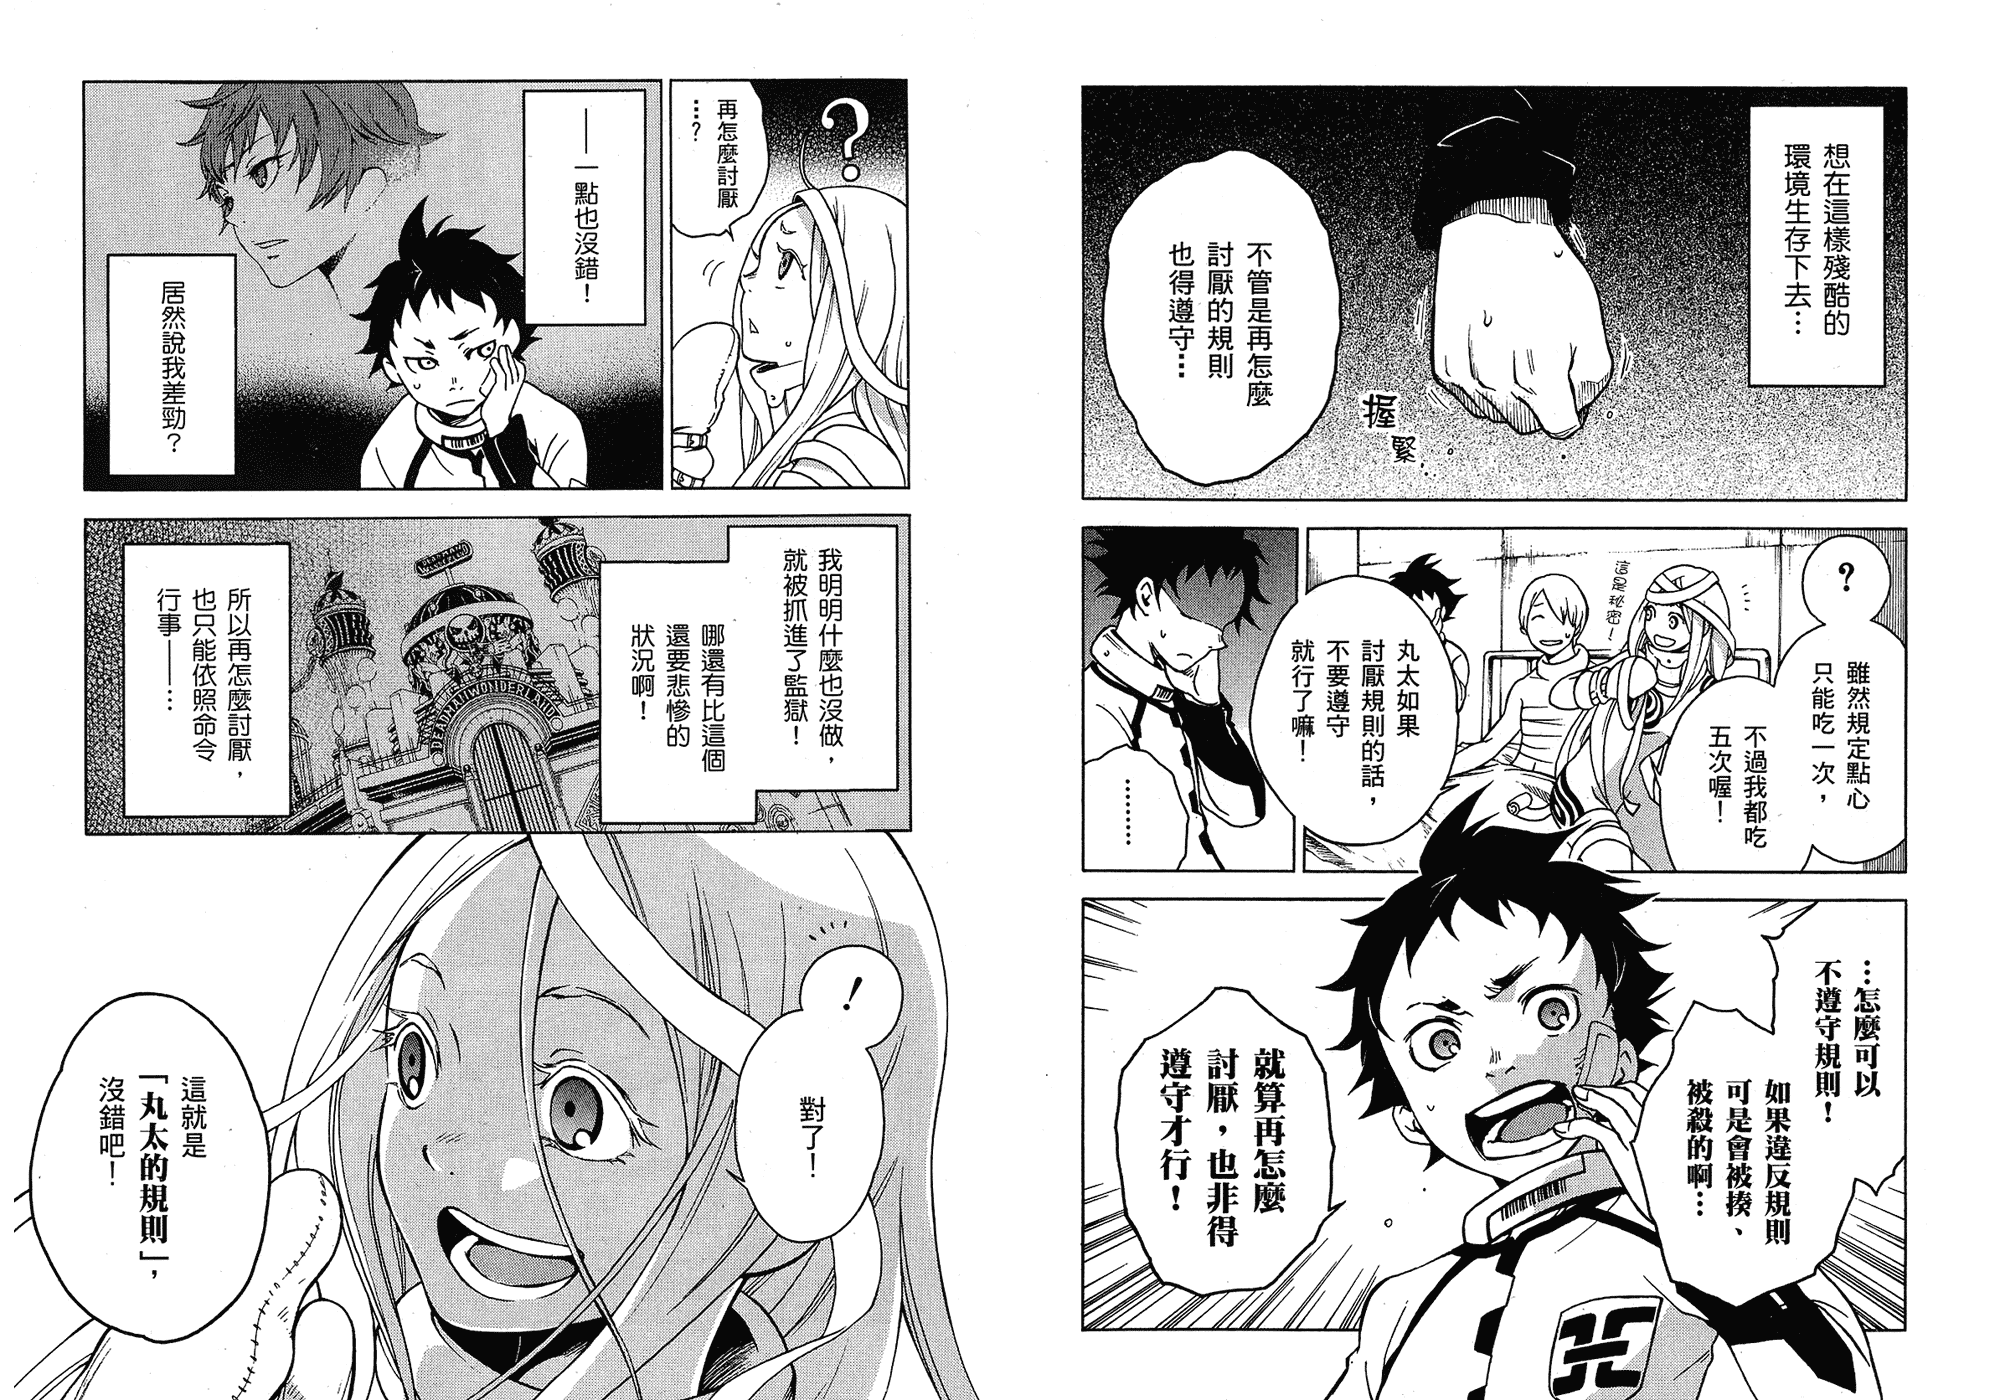 想在這樣殘酷的
環境生存下去…
不管是再怎麼
討厭的規則
也得遵守…
握
緊
?
雖然規定點心
只能吃一次，
不過我都吃
五次喔！
這是秘密！
丸太如果
討厭規則的話，
不要遵守
就行了嘛！
………
…怎麼可以
不遵守規則！
如果違反規則
可是會被揍、
被殺的啊…
就算再怎麼
討厭，也非得
遵守才行！
?
再怎麼討厭
…?
——一點也沒錯！
居然說我差勁？
我明明什麼也沒做，
就被抓進了監獄！
哪還有比這個
還要悲慘的
狀況啊！
DEADMAN WONDERLAND
所以再怎麼討厭，
也只能依照命令
行事——…
！
對了！
這就是
「丸太的規則」，
沒錯吧！